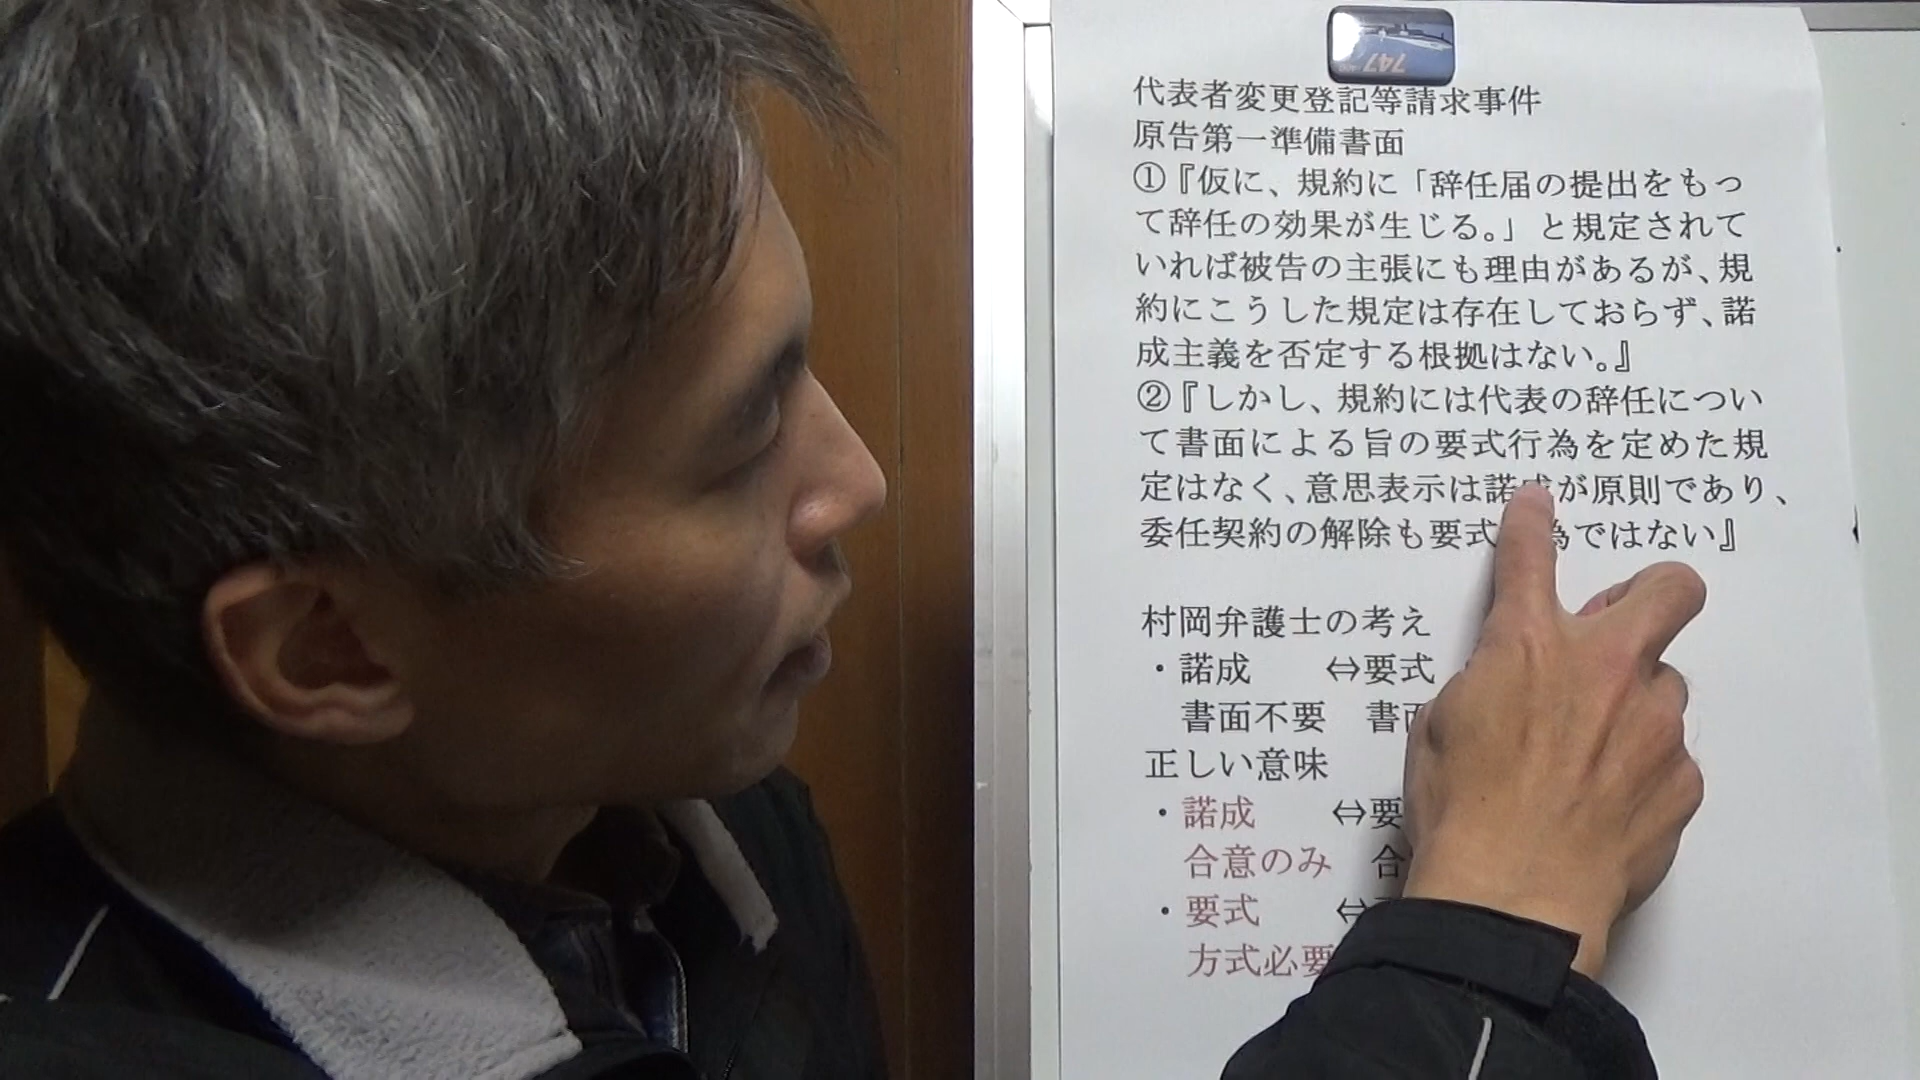 747
代表者変更登記等請求事件
原告第一準備書面
①『仮に、規約に「辞任届の提出をもっ
て辞任の効果が生じる。」と規定されて
いれば被告の主張にも理由があるが、規
約にこうした規定は存在しておらず、諾
成主義を否定する根拠はない。』
②『しかし、規約には代表の辞任につい
て書面による旨の要式行為を定めた規
定はなく、意思表示は諾成が原則であり、
委任契約の解除も要式為ではない』
村岡弁護士の考え
・諾成 ⇔要式
書面不要 書面
正しい意味
・諾成 ⇔要
合意のみ 合
・要式 ⇔
方式必要